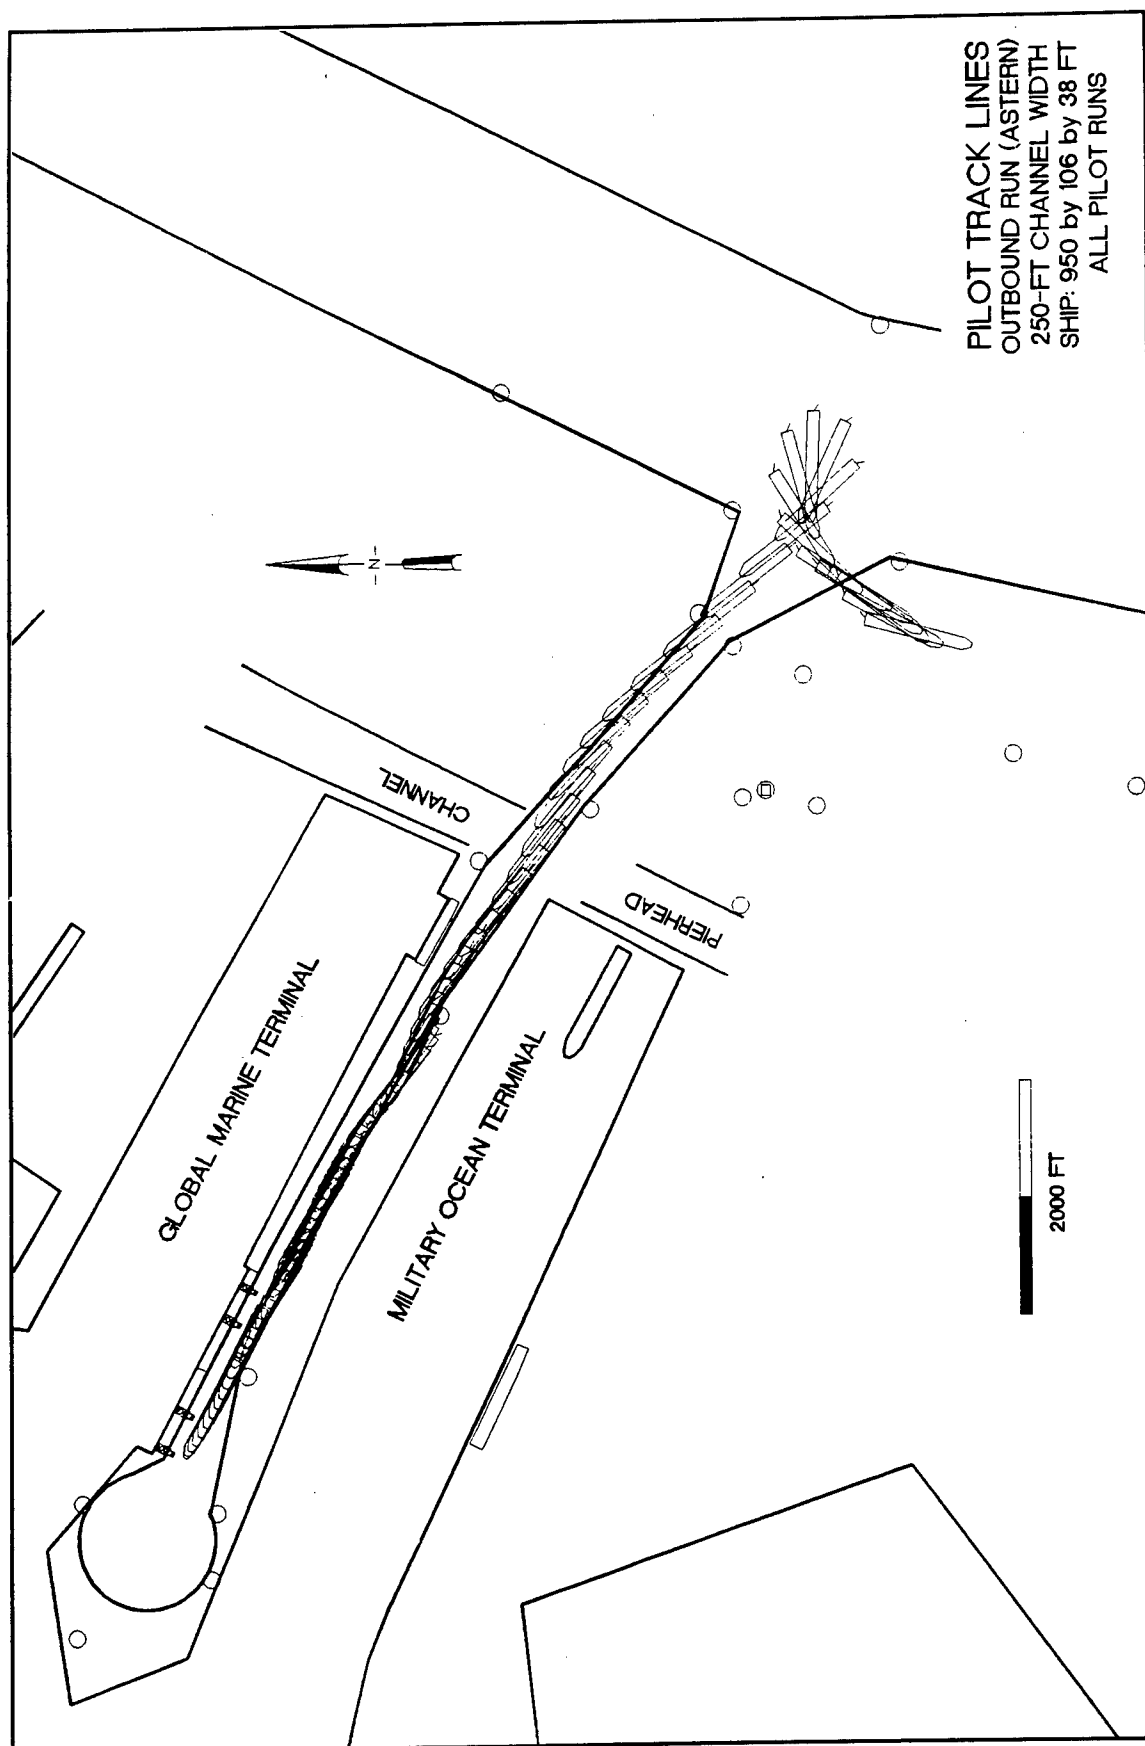 PILOT TRACK LINES
OUTBOUND RUN (ASTERN)
250-FT CHANNEL WIDTH
SHIP: 950 by 106 by 38 FT
ALL PILOT RUNS
-N-
CHANNEL
PIERHEAD
GLOBAL MARINE TERMINAL
MILITARY OCEAN TERMINAL
2000 FT